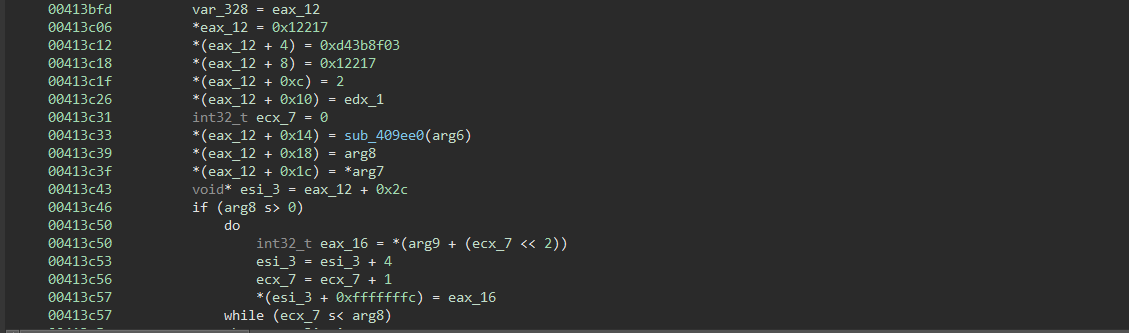 00413bfd var_328 = eax_12
00413c06 *eax_12 = 0x12217
00413c12 *(eax_12 + 4) = 0xd43b8f03
00413c18 *(eax_12 + 8) = 0x12217
00413c1f *(eax_12 + 0xc) = 2
00413c26 *(eax_12 + 0x10) = edx_1
00413c31 int32_t ecx_7 = 0
00413c33 *(eax_12 + 0x14) = sub_409ee0(arg6)
00413c39 *(eax_12 + 0x18) = arg8
00413c3f *(eax_12 + 0x1c) = *arg7
00413c43 void* esi_3 = eax_12 + 0x2c
00413c46 if (arg8 s> 0)
00413c50 do
00413c50 int32_t eax_16 = *(arg9 + (ecx_7 << 2))
00413c53 esi_3 = esi_3 + 4
00413c56 ecx_7 = ecx_7 + 1
00413c57 *(esi_3 + 0xfffffffc) = eax_16
00413c57 while (ecx_7 s< arg8)